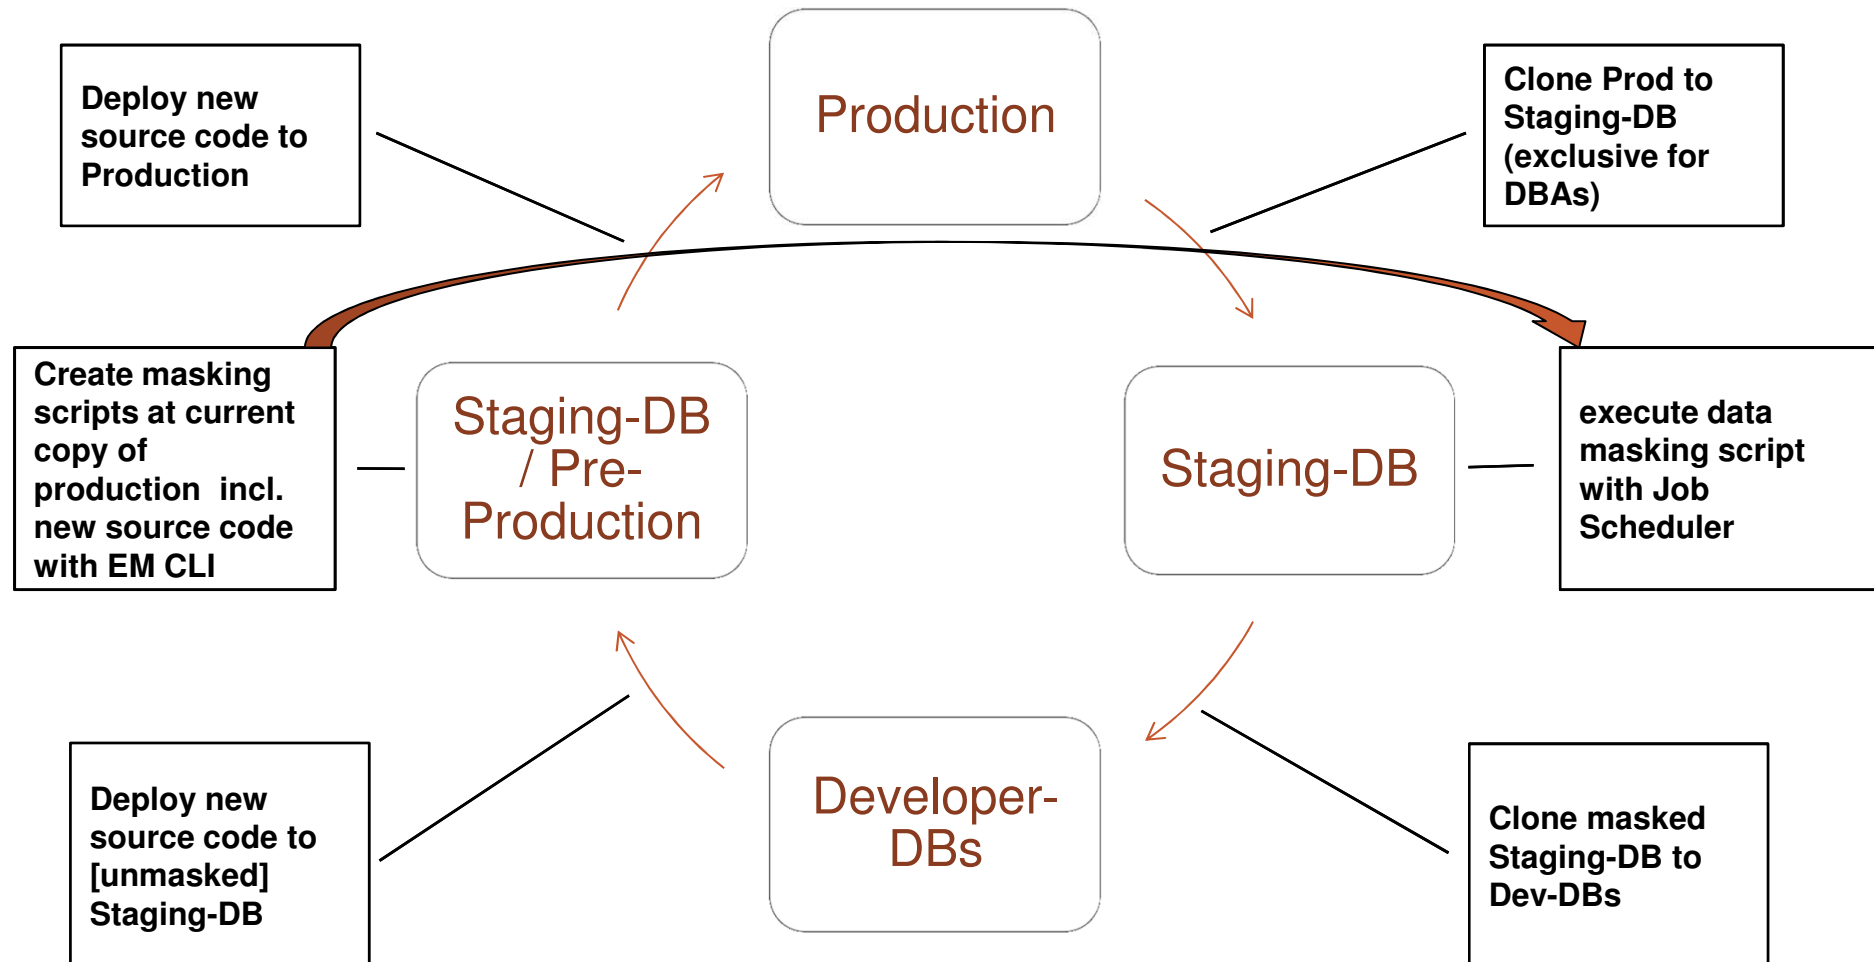 Deploy new
source code to
Production
Production
Clone Prod to
Staging-DB
(exclusive for
DBAs)
Create masking
scripts at current
copy of
production  incl.
new source code
with EM CLI
Staging-DB
/ Pre-
Production
Staging-DB
execute data
masking script
with Job
Scheduler
Deploy new
source code to
[unmasked]
Staging-DB
Developer-
DBs
Clone masked
Staging-DB to
Dev-DBs